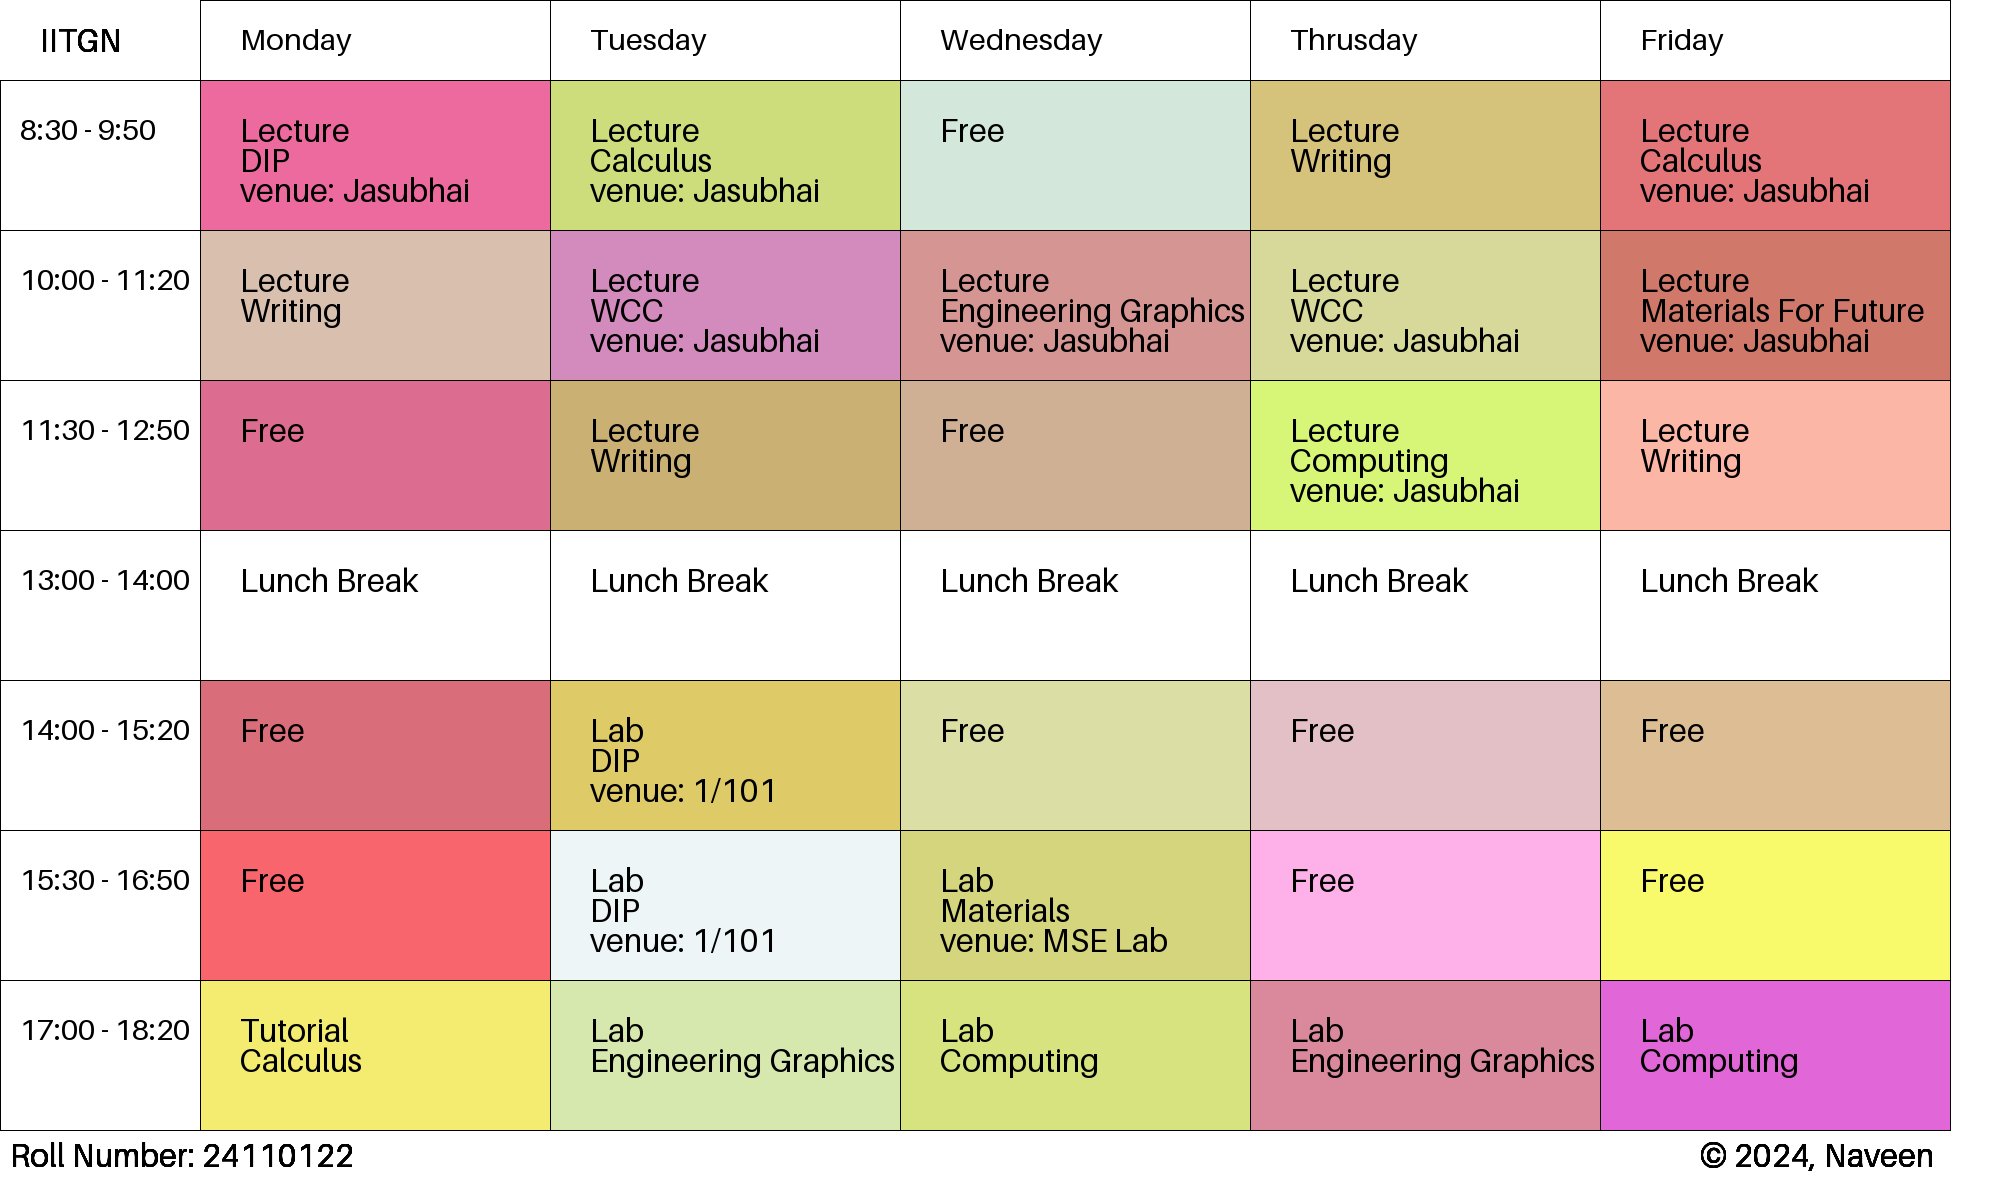 IITGN
Monday
Tuesday
Wednesday
Thrusday
Friday
8:30 - 9:50
Lecture
DIP
venue: Jasubhai
Lecture
Calculus
venue: Jasubhai
Free
Lecture
Writing
Lecture
Calculus
venue: Jasubhai
10:00 - 11:20
Lecture
Writing
Lecture
WCC
venue: Jasubhai
Lecture
Engineering Graphics
venue: Jasubhai
Lecture
WCC
venue: Jasubhai
Lecture
Materials For Future
venue: Jasubhai
11:30 - 12:50
Free
Lecture
Writing
Free
Lecture
Computing
venue: Jasubhai
Lecture
Writing
13:00 - 14:00
Lunch Break
Lunch Break
Lunch Break
Lunch Break
Lunch Break
14:00 - 15:20
Free
Lab
DIP
venue: 1/101
Free
Free
Free
15:30 - 16:50
Free
Lab
DIP
venue: 1/101
Lab
Materials
venue: MSE Lab
Free
Free
17:00 - 18:20
Tutorial
Calculus
Lab
Engineering Graphics
Lab
Computing
Lab
Engineering Graphics
Lab
Computing
Roll Number: 24110122
© 2024, Naveen